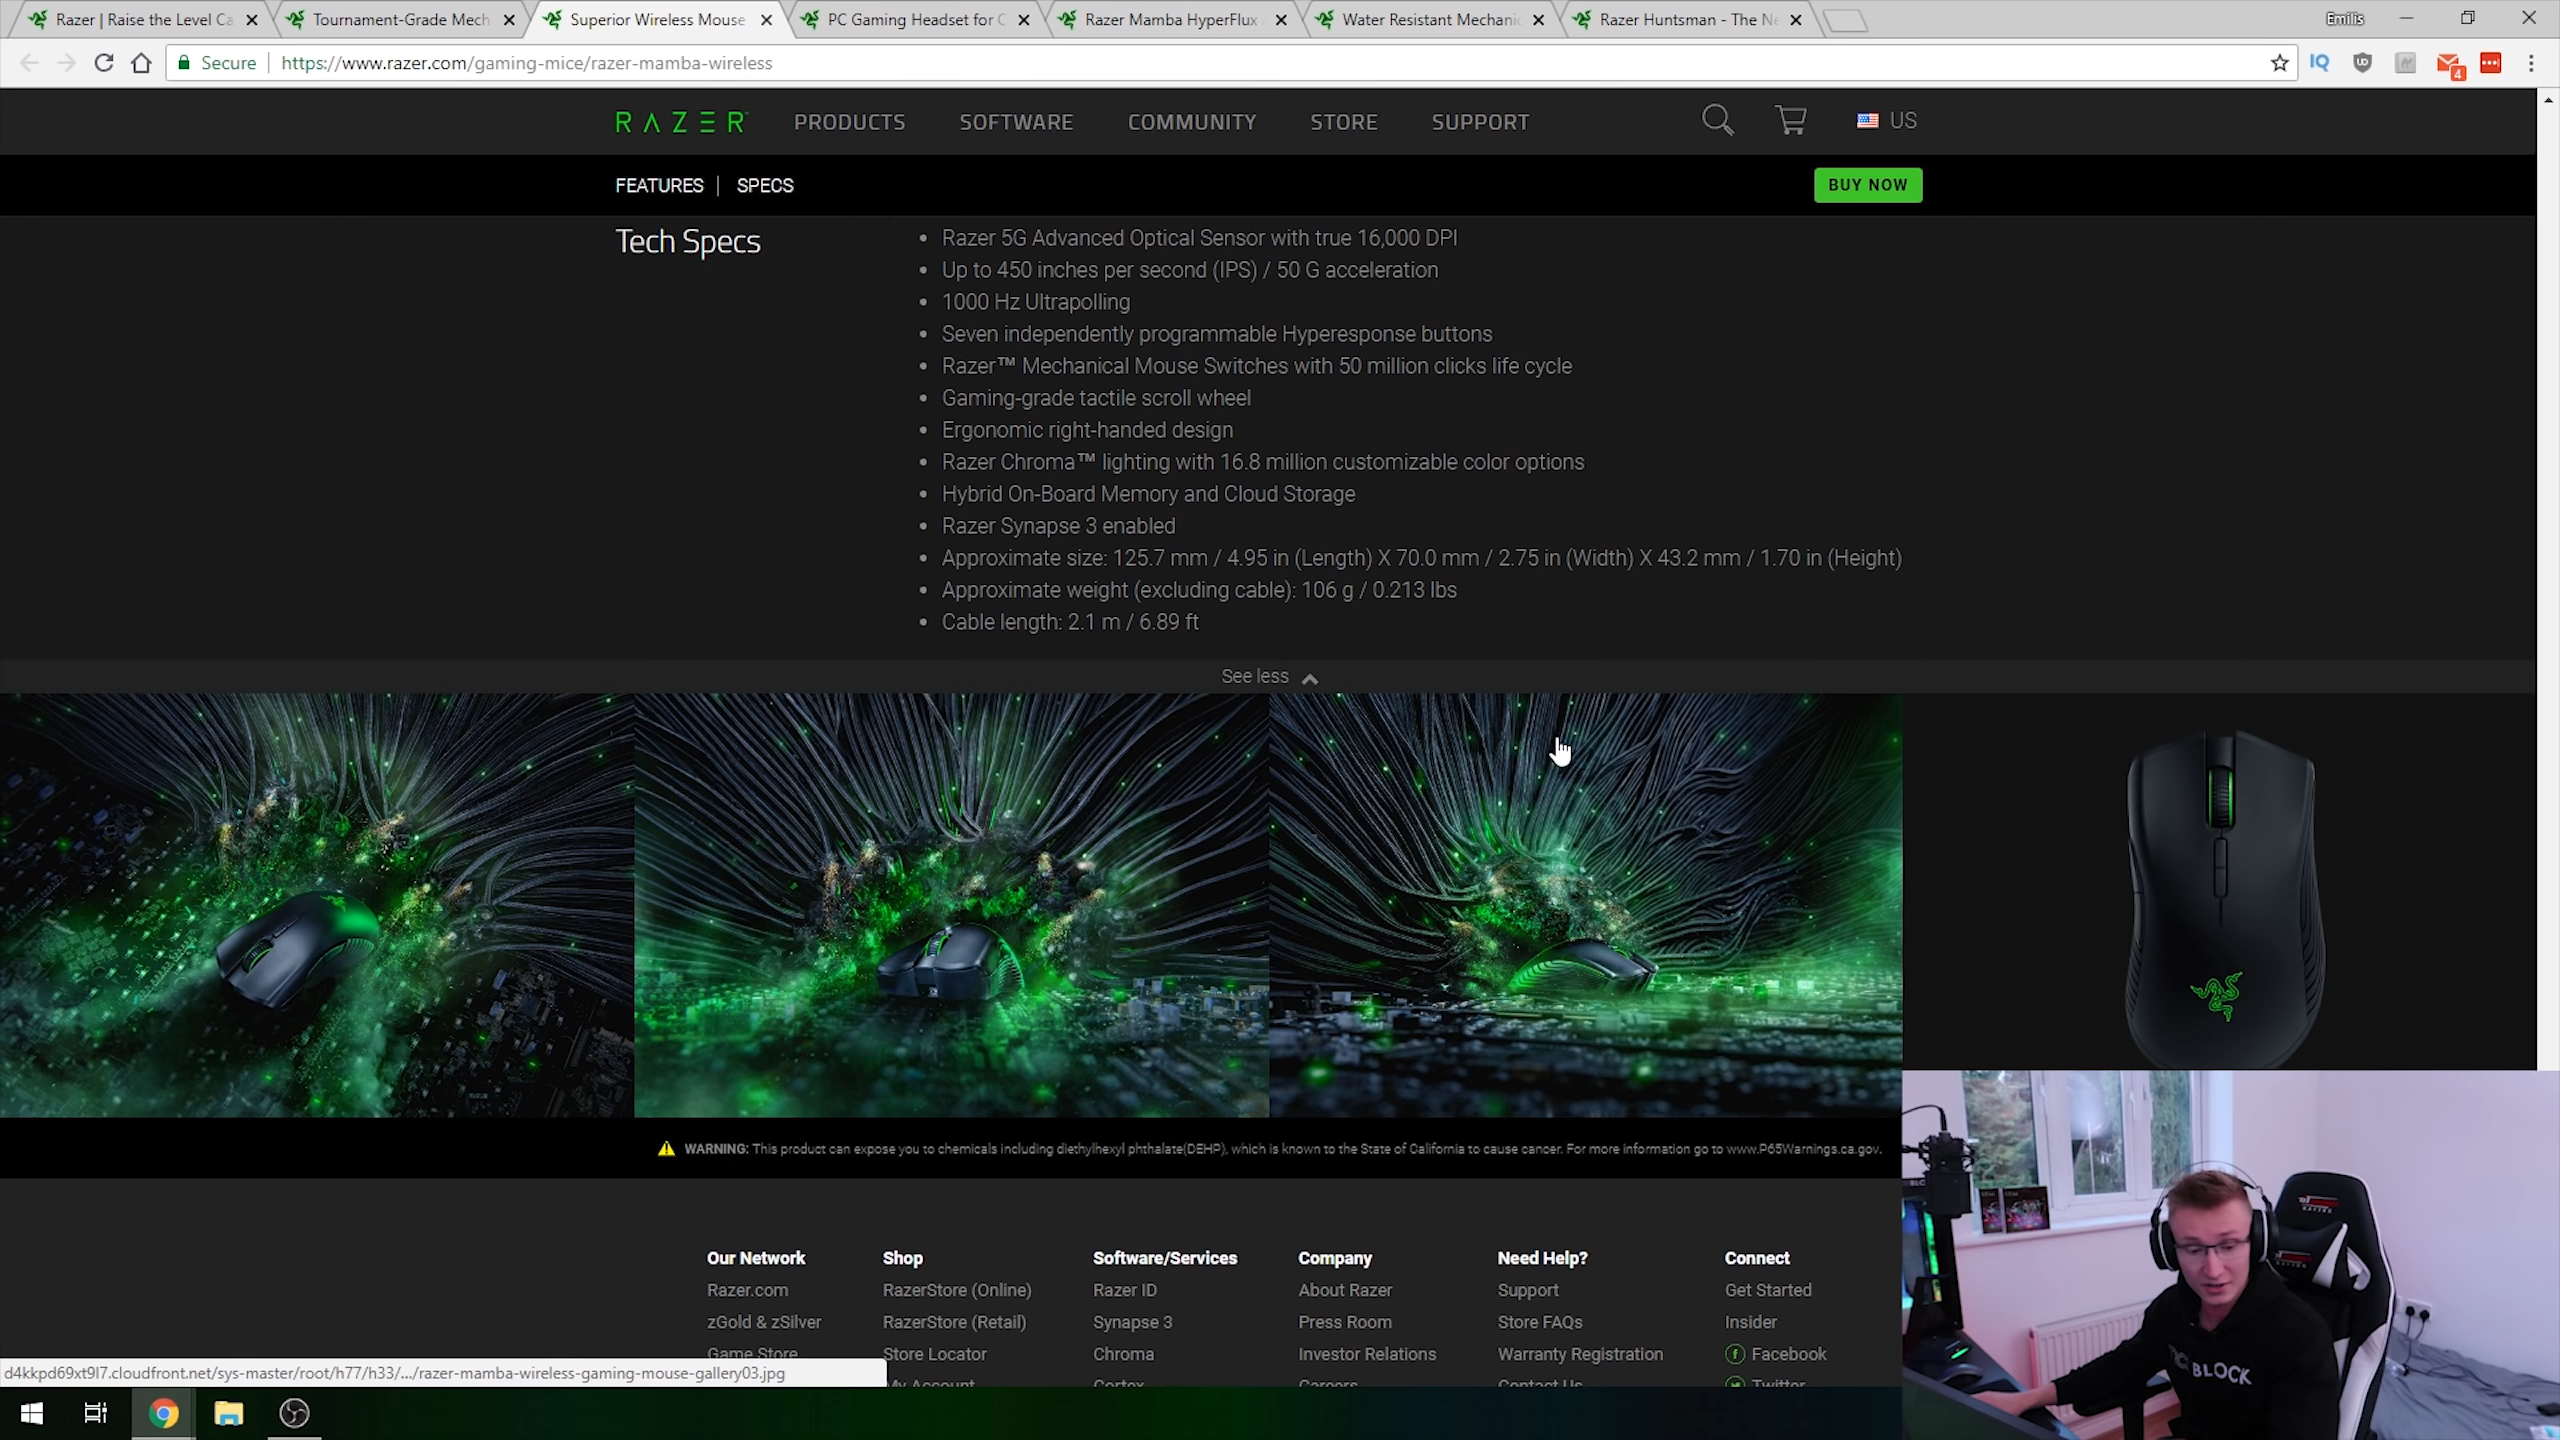 Razer | Raise the Level Ca
Tournament-Grade Mech
Superior Wireless Mouse
PC Gaming Headset for C
Razer Mamba HyperFlux
Water Resistant Mechani
Razer Huntsman - The Ne
Emilis
Secure
https://www.razer.com/gaming-mice/razer-mamba-wireless
IQ
4
RAZER
PRODUCTS
SOFTWARE
COMMUNITY
STORE
SUPPORT
US
FEATURES | SPECS
BUY NOW
Tech Specs
• Razer 5G Advanced Optical Sensor with true 16,000 DPI
• Up to 450 inches per second (IPS) / 50 G acceleration
• 1000 Hz Ultrapolling
• Seven independently programmable Hyperesponse buttons
• Razer™ Mechanical Mouse Switches with 50 million clicks life cycle
• Gaming-grade tactile scroll wheel
• Ergonomic right-handed design
• Razer Chroma™ lighting with 16.8 million customizable color options
• Hybrid On-Board Memory and Cloud Storage
• Razer Synapse 3 enabled
• Approximate size: 125.7 mm / 4.95 in (Length) X 70.0 mm / 2.75 in (Width) X 43.2 mm / 1.70 in (Height)
• Approximate weight (excluding cable): 106 g / 0.213 lbs
• Cable length: 2.1 m / 6.89 ft
See less
WARNING: This product can expose you to chemicals including diethylhexyl phthalate(DEHP), which is known to the State of California to cause cancer. For more information go to www.P65Warnings.ca.gov.
Our Network
Razer.com
zGold & zSilver
Game Store
Shop
RazerStore (Online)
RazerStore (Retail)
Store Locator
My Account
Software/Services
Razer ID
Synapse 3
Chroma
Cortex
Company
About Razer
Press Room
Investor Relations
Careers
Need Help?
Support
Store FAQs
Warranty Registration
Contact Us
Connect
Get Started
Insider
Facebook
Twitter
d4kkpd69xt9l7.cloudfront.net/sys-master/root/h77/h33/.../razer-mamba-wireless-gaming-mouse-gallery03.jpg
BLOCK